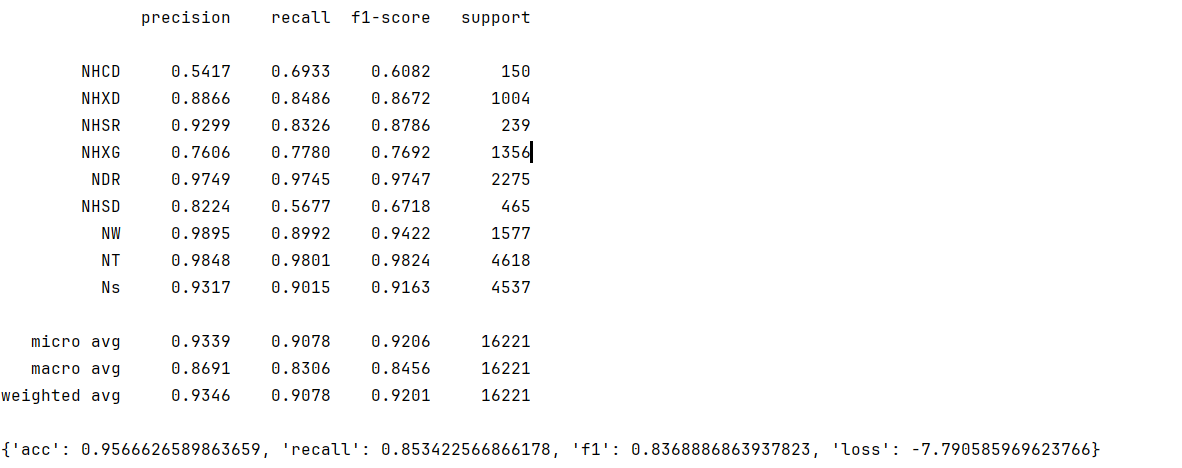 precision recall f1-score support
NHCD 0.5417 0.6933 0.6082 150
NHXD 0.8866 0.8486 0.8672 1004
NHSR 0.9299 0.8326 0.8786 239
NHXG 0.7606 0.7780 0.7692 1356
NDR 0.9749 0.9745 0.9747 2275
NHSD 0.8224 0.5677 0.6718 465
NW 0.9895 0.8992 0.9422 1577
NT 0.9848 0.9801 0.9824 4618
Ns 0.9317 0.9015 0.9163 4537
micro avg 0.9339 0.9078 0.9206 16221
macro avg 0.8691 0.8306 0.8456 16221
weighted avg 0.9346 0.9078 0.9201 16221
{'acc': 0.9566626589863659, 'recall': 0.853422566866178, 'f1': 0.8368886863937823, 'loss': -7.790585969623766}